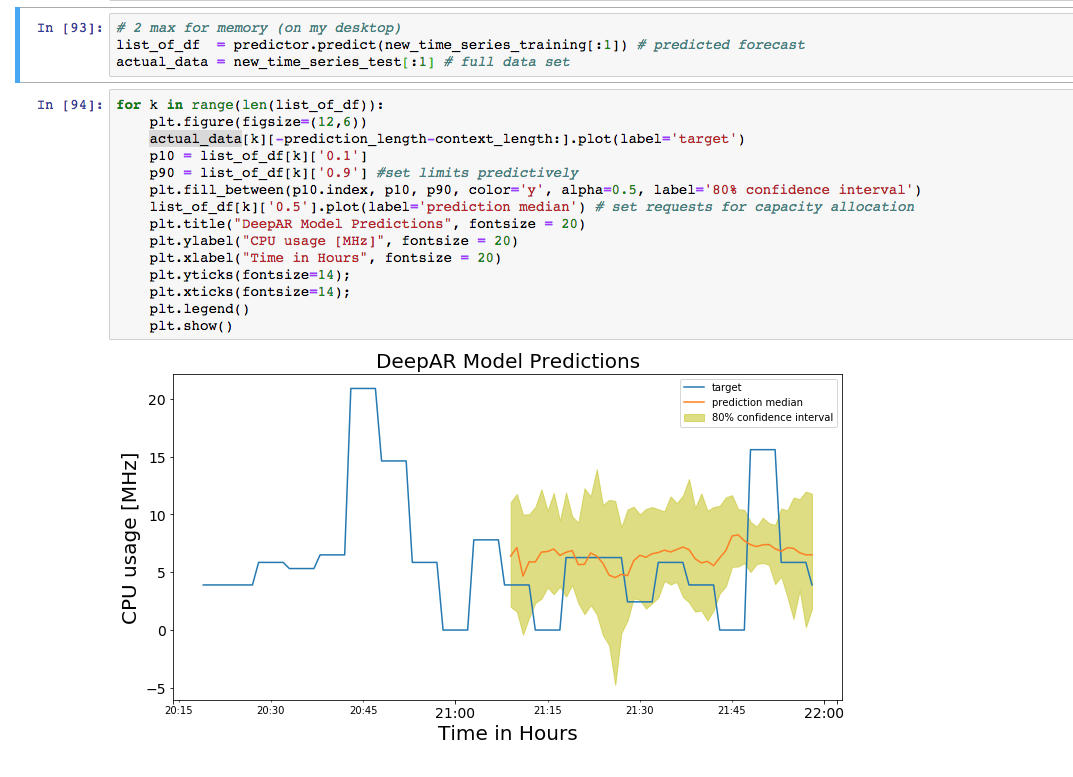 In [93]: # 2 max for memory (on my desktop)
list_of_df  = predictor.predict(new_time_series_training[:1]) # predicted forecast
actual_data = new_time_series_test[:1] # full data set
In [94]: for k in range(len(list_of_df)):
    plt.figure(figsize=(12,6))
    actual_data[k][-prediction_length-context_length:].plot(label='target')
    p10 = list_of_df[k]['0.1']
    p90 = list_of_df[k]['0.9'] #set limits predictively
    plt.fill_between(p10.index, p10, p90, color='y', alpha=0.5, label='80% confidence interval')
    list_of_df[k]['0.5'].plot(label='prediction median') # set requests for capacity allocation
    plt.title("DeepAR Model Predictions", fontsize = 20)
    plt.ylabel("CPU usage [MHz]", fontsize = 20)
    plt.xlabel("Time in Hours", fontsize = 20)
    plt.yticks(fontsize=14);
    plt.xticks(fontsize=14);
    plt.legend()
    plt.show()
DeepAR Model Predictions
target
prediction median
80% confidence interval
CPU usage [MHz]
20
15
10
5
0
−5
20:15 20:30 20:45 21:00 21:15 21:30 21:45 22:00
Time in Hours